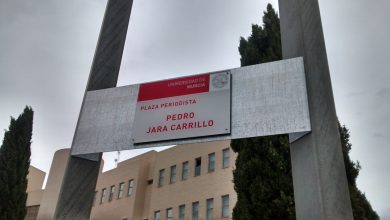 UNIVERSIDAD DE
MURCIA
PLAZA PERIODISTA
PEDRO
JARA CARRILLO